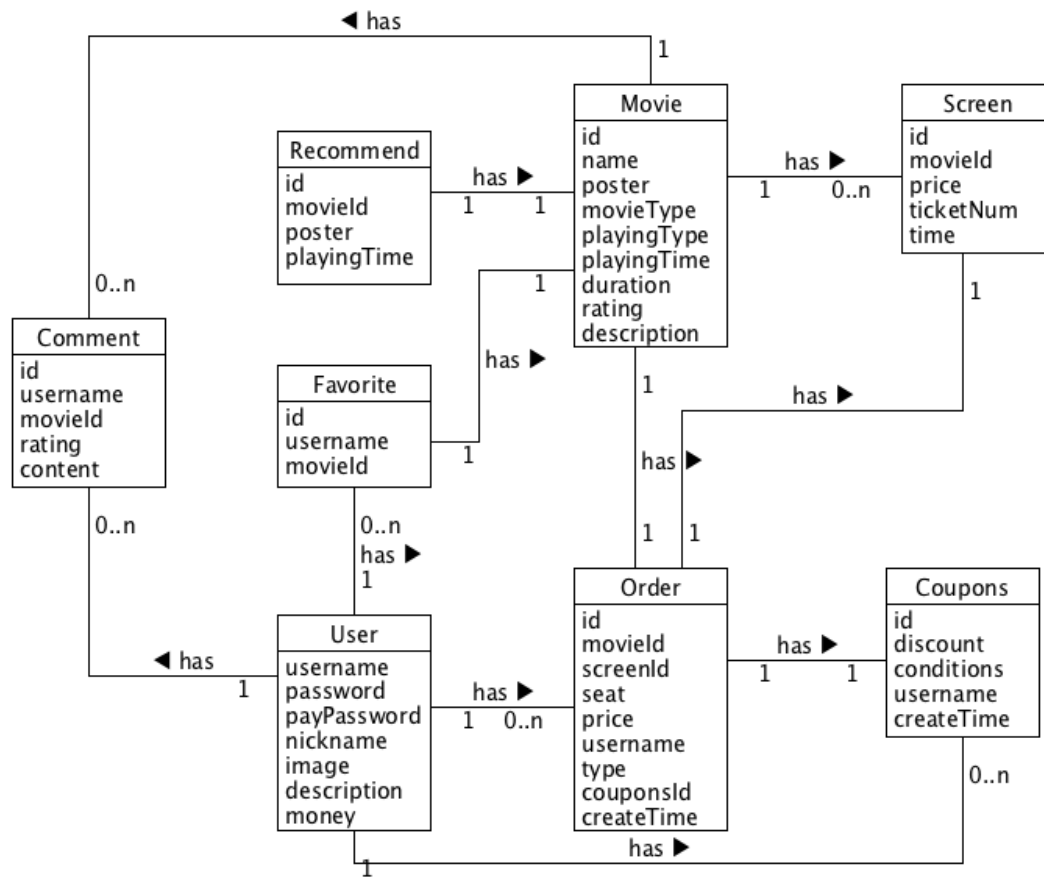 ◀ has
1
Movie
id
name
poster
movieType
playingType
playingTime
duration
rating
description
Screen
id
movieId
price
ticketNum
time
Recommend
id
movieId
poster
playingTime
has ▶
1
1
has ▶
1
0..n
1
has ▶
1
0..n
Comment
id
username
movieId
rating
content
Favorite
id
username
movieId
1
1
has ▶
has ▶
1
1
0..n
0..n
has ▶
1
◀ has
1
User
username
password
payPassword
nickname
image
description
money
has ▶
1
0..n
Order
id
movieId
screenId
seat
price
username
type
couponsId
createTime
has ▶
1
1
Coupons
id
discount
conditions
username
createTime
0..n
1
has ▶